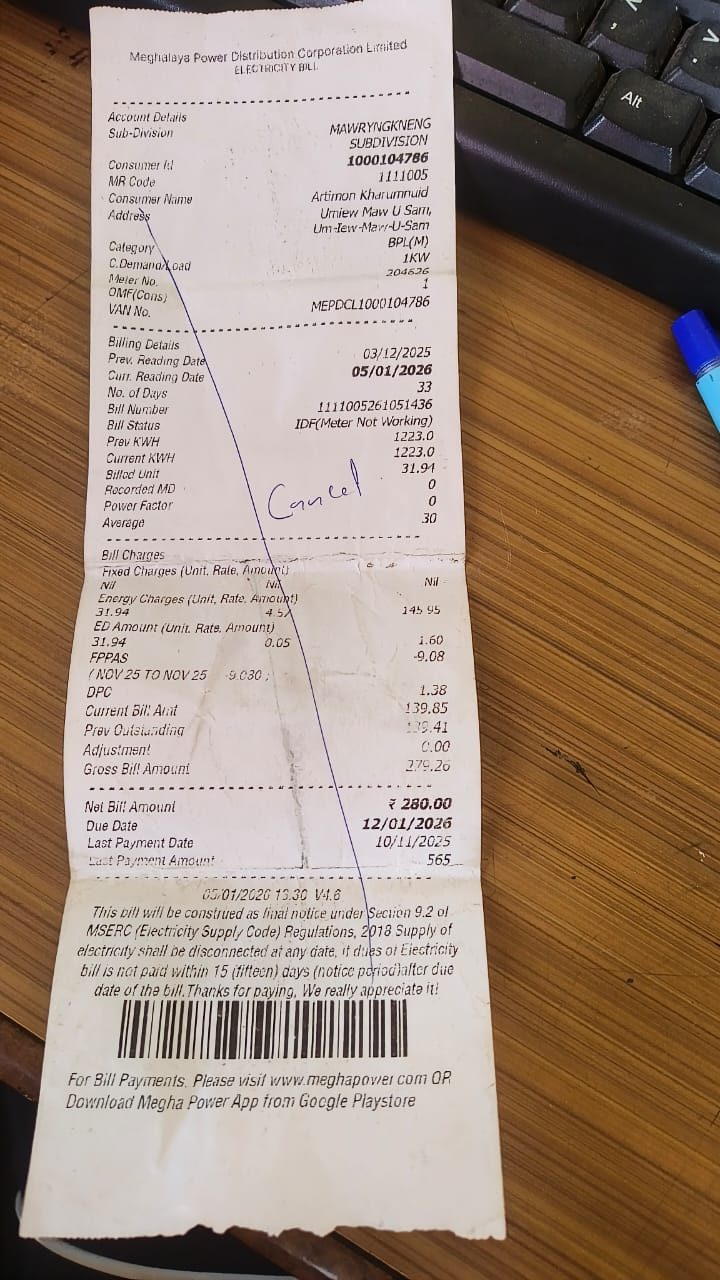 Meghalaya Power Distribution Corporation Limited
ELECTRICITY BILL
Account Details
Sub-Division MAWRYNGKNENG
SUBDIVISION
Consumer Id 1000104786
MR Code 1111005
Consumer Name Artimon Kharumnuid
Address Umiew Maw U Sam,
Um-Iew-Maw-U-Sam
Category BPL(M)
C.Demand/Load 1KW
Meter No. 204626
OMF(Cons) 1
VAN No. MEPDCL1000104786
Billing Details
Prev. Reading Date 03/12/2025
Curr. Reading Date 05/01/2026
No. of Days 33
Bill Number 1111005261051436
Bill Status IDF(Meter Not Working)
Prev KWH 1223.0
Current KWH 1223.0
Billed Unit 31.94
Recorded MD 0
Power Factor 0
Average 30
Cancel
Bill Charges
Fixed Charges (Unit, Rate, Amount)
Nil Nil Nil
Energy Charges (Unit, Rate, Amount)
31.94 4.57 145.95
ED Amount (Unit, Rate, Amount)
31.94 0.05 1.60
FPPAS -9.08
( NOV 25 TO NOV 25
DPC 1.38
Current Bill Amt 139.85
Prev Outstanding 139.41
Adjustment 0.00
Gross Bill Amount 279.26
Net Bill Amount ₹ 280.00
Due Date 12/01/2026
Last Payment Date 10/11/2025
Last Payment Amount 565
05/01/2026 13:30 V4.6
This bill will be construed as final notice under Section 9.2 of
MSERC (Electricity Supply Code) Regulations, 2018 Supply of
electricity shall be disconnected at any date, if dues of Electricity
bill is not paid within 15 (fifteen) days (notice period)after due
date of the bill.Thanks for paying, We really appreciate it!
For Bill Payments, Please visit www.meghapower.com OR
Download Megha Power App from Google Playstore
Alt